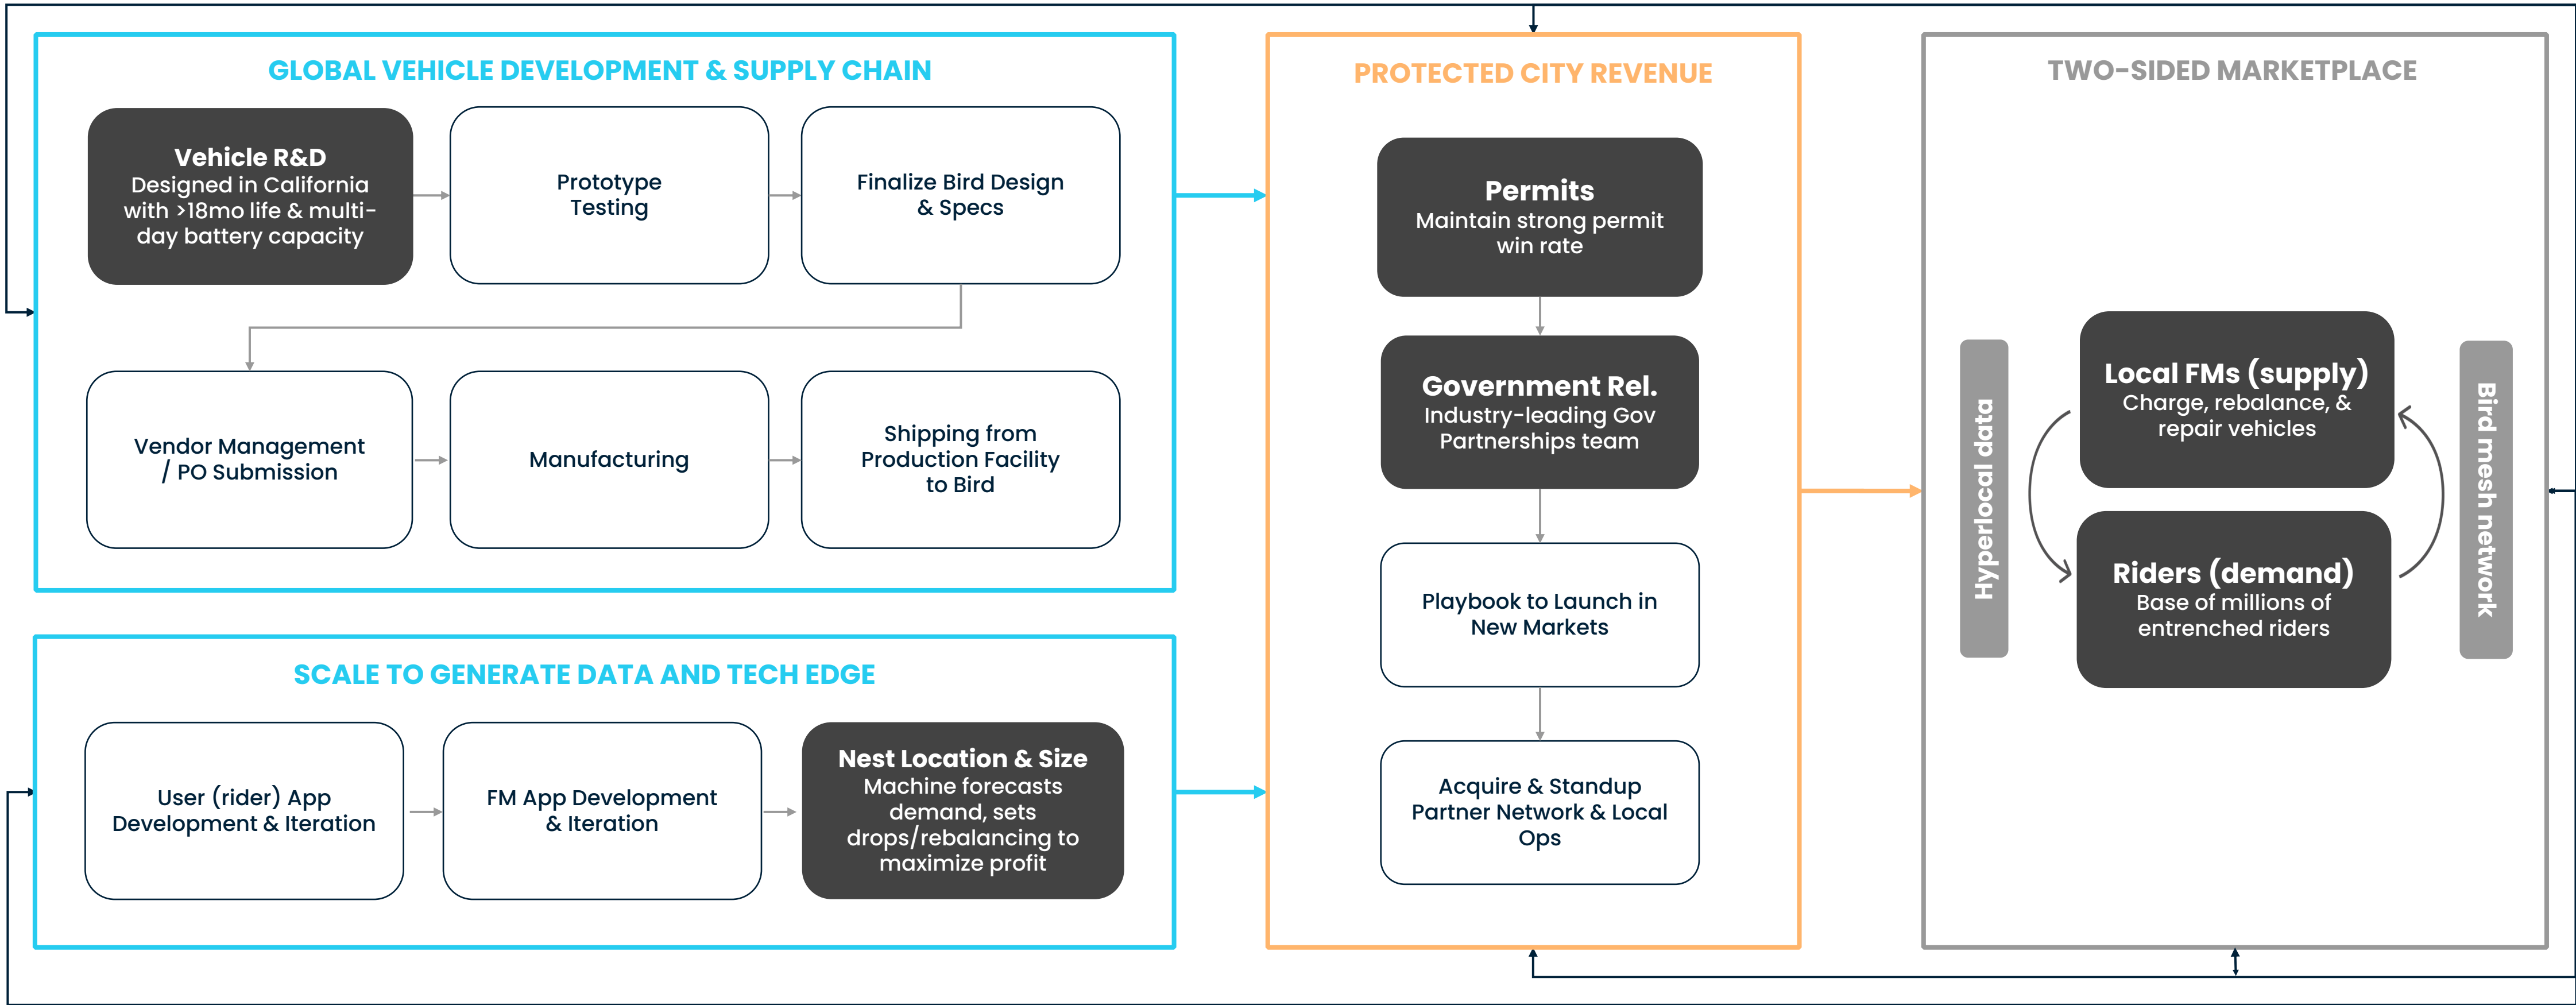 GLOBAL VEHICLE DEVELOPMENT & SUPPLY CHAIN
Vehicle R&D
Designed in California
with >18mo life & multi-
day battery capacity
Prototype
Testing
Finalize Bird Design
& Specs
Vendor Management
/ PO Submission
Manufacturing
Shipping from
Production Facility
to Bird
SCALE TO GENERATE DATA AND TECH EDGE
User (rider) App
Development & Iteration
FM App Development
& Iteration
Nest Location & Size
Machine forecasts
demand, sets
drops/rebalancing to
maximize profit
PROTECTED CITY REVENUE
Permits
Maintain strong permit
win rate
Government Rel.
Industry-leading Gov
Partnerships team
Playbook to Launch in
New Markets
Acquire & Standup
Partner Network & Local
Ops
TWO-SIDED MARKETPLACE
Hyperlocal data
Local FMs (supply)
Charge, rebalance, &
repair vehicles
Riders (demand)
Base of millions of
entrenched riders
Bird mesh network